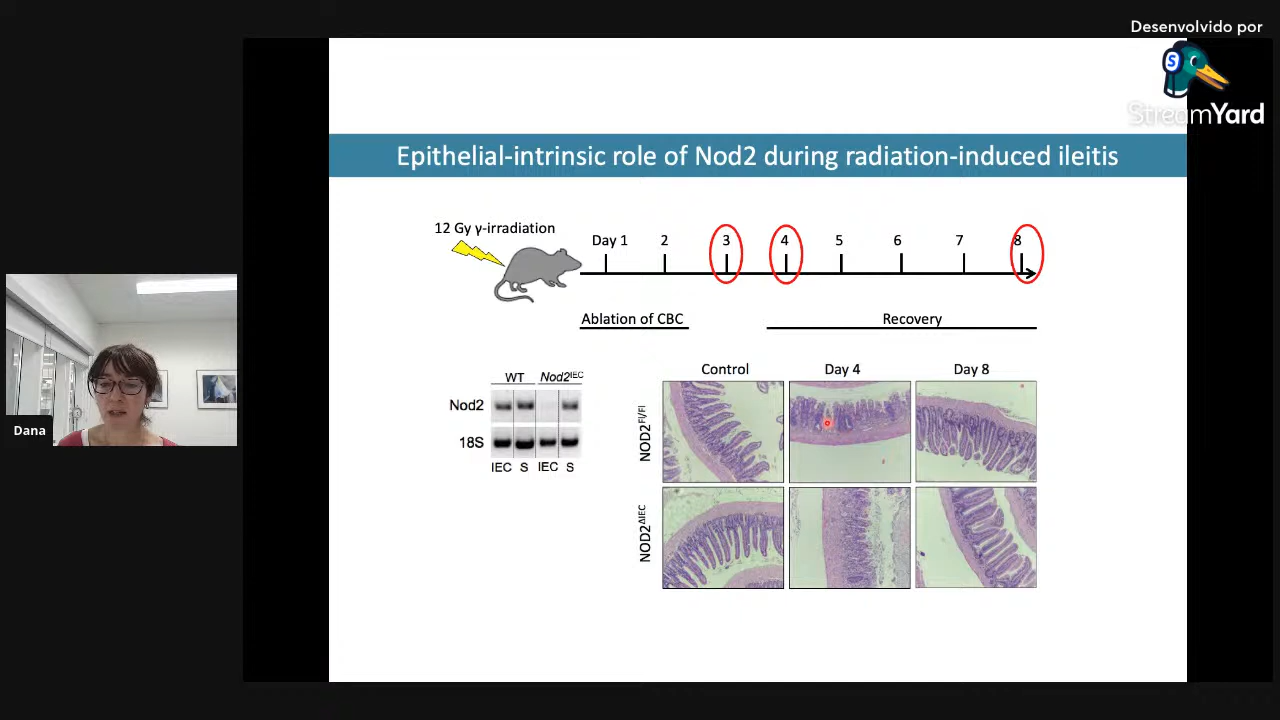 Desenvolvido por
StreamYard
Epithelial-intrinsic role of Nod2 during radiation-induced ileitis
12 Gy γ-irradiation
Day 1 2 3 4 5 6 7 8
Ablation of CBC
Recovery
WT Nod2IEC
Nod2
18S
IEC S IEC S
Control Day 4 Day 8
NOD2Fl/Fl
NOD2ΔIEC
Dana